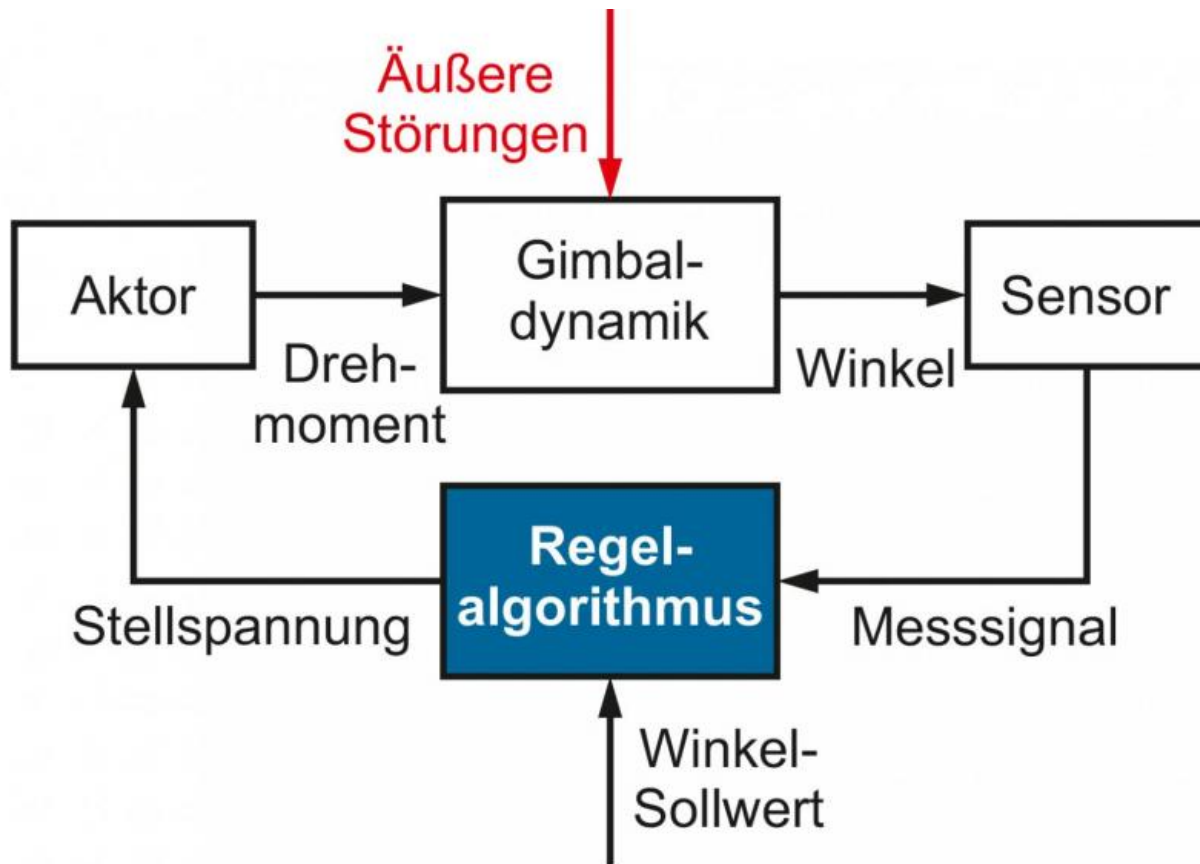 Äußere
Störungen
Aktor
Gimbal-
dynamik
Sensor
Dreh-
moment
Winkel
Regel-
algorithmus
Stellspannung
Messsignal
Winkel-
Sollwert